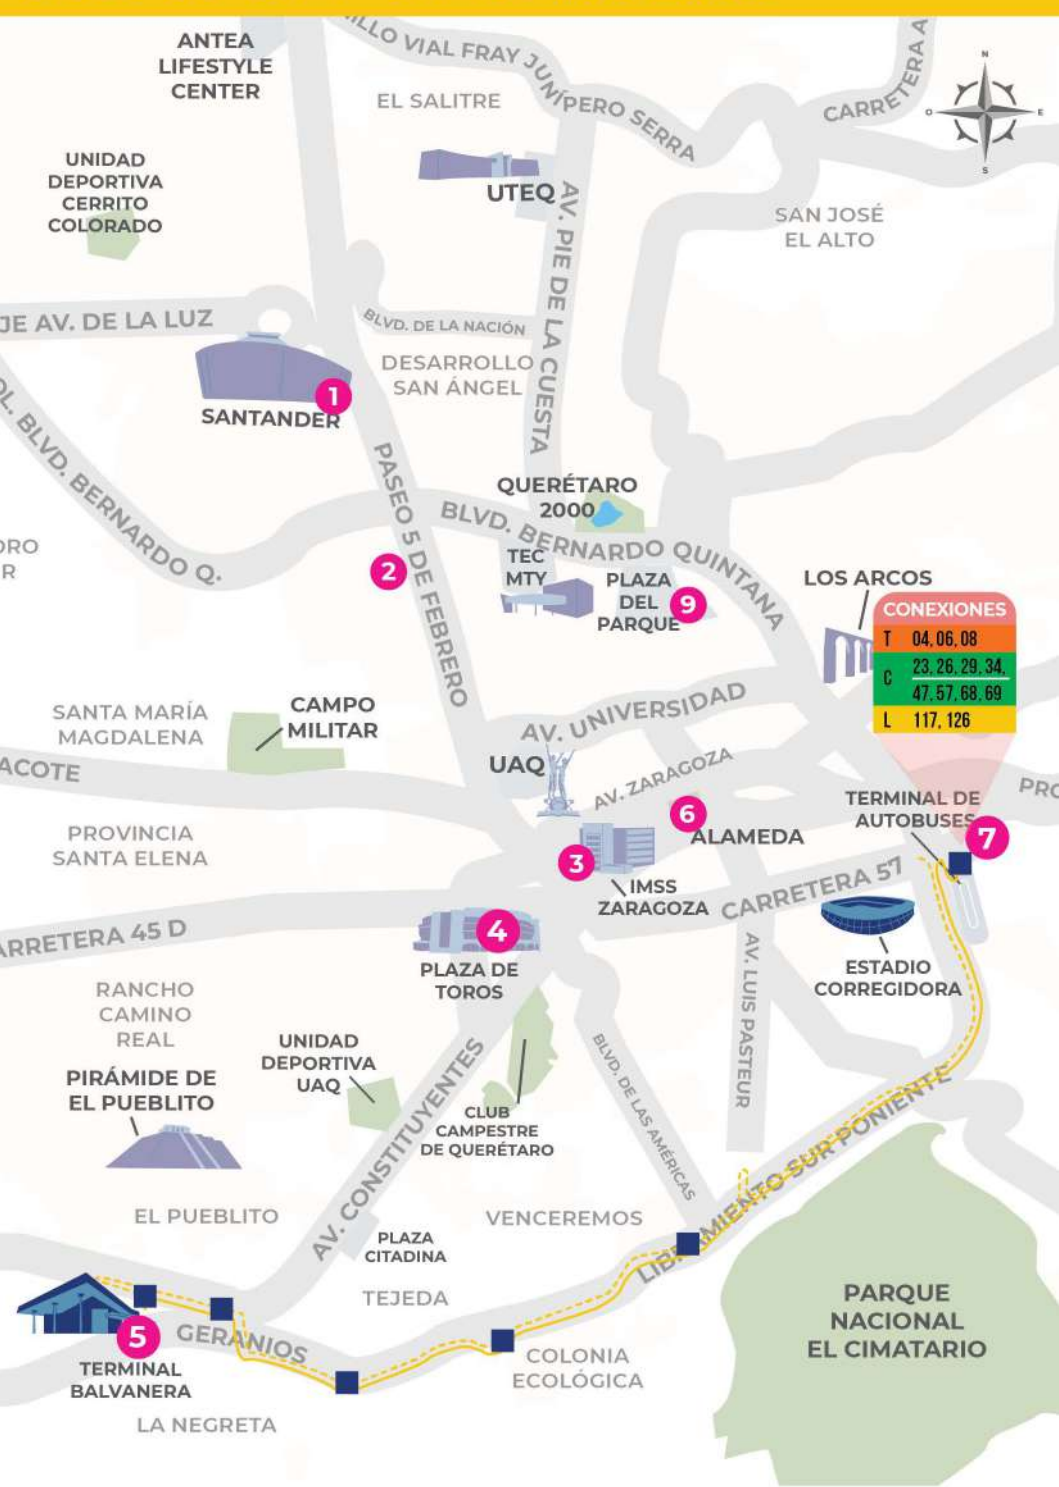 ANTEA
LIFESTYLE
CENTER
ILLO VIAL FRAY JUNÍPERO SERRA
CARRETERA A
N
O
E
S
EL SALITRE
UNIDAD
DEPORTIVA
CERRITO
COLORADO
UTEQ
AV. PIE DE LA CUESTA
SAN JOSÉ
EL ALTO
JE AV. DE LA LUZ
BLVD. DE LA NACIÓN
DESARROLLO
SAN ÁNGEL
1
SANTANDER
OL. BLVD. BERNARDO Q.
PASEO 5 DE FEBRERO
QUERÉTARO
2000
BLVD. BERNARDO QUINTANA
ORO
R
2
TEC
MTY
PLAZA
DEL
PARQUE
9
LOS ARCOS
CONEXIONES
T 04, 06, 08
C 23, 26, 29, 34,
47, 57, 68, 69
L 117, 126
SANTA MARÍA
MAGDALENA
CAMPO
MILITAR
AV. UNIVERSIDAD
ACOTE
UAQ
AV. ZARAGOZA
PRO
TERMINAL DE
AUTOBUSES
6
ALAMEDA
7
PROVINCIA
SANTA ELENA
3
IMSS
ZARAGOZA
CARRETERA 57
ARRETERA 45 D
4
PLAZA DE
TOROS
AV. LUIS PASTEUR
ESTADIO
CORREGIDORA
RANCHO
CAMINO
REAL
UNIDAD
DEPORTIVA
UAQ
PIRÁMIDE DE
EL PUEBLITO
CLUB
CAMPESTRE
DE QUERÉTARO
AV. CONSTITUYENTES
BLVD. DE LAS AMÉRICAS
LIBRAMIENTO SUR PONIENTE
EL PUEBLITO
VENCEREMOS
PLAZA
CITADINA
TEJEDA
PARQUE
NACIONAL
EL CIMATARIO
5
GERANIOS
TERMINAL
BALVANERA
COLONIA
ECOLÓGICA
LA NEGRETA